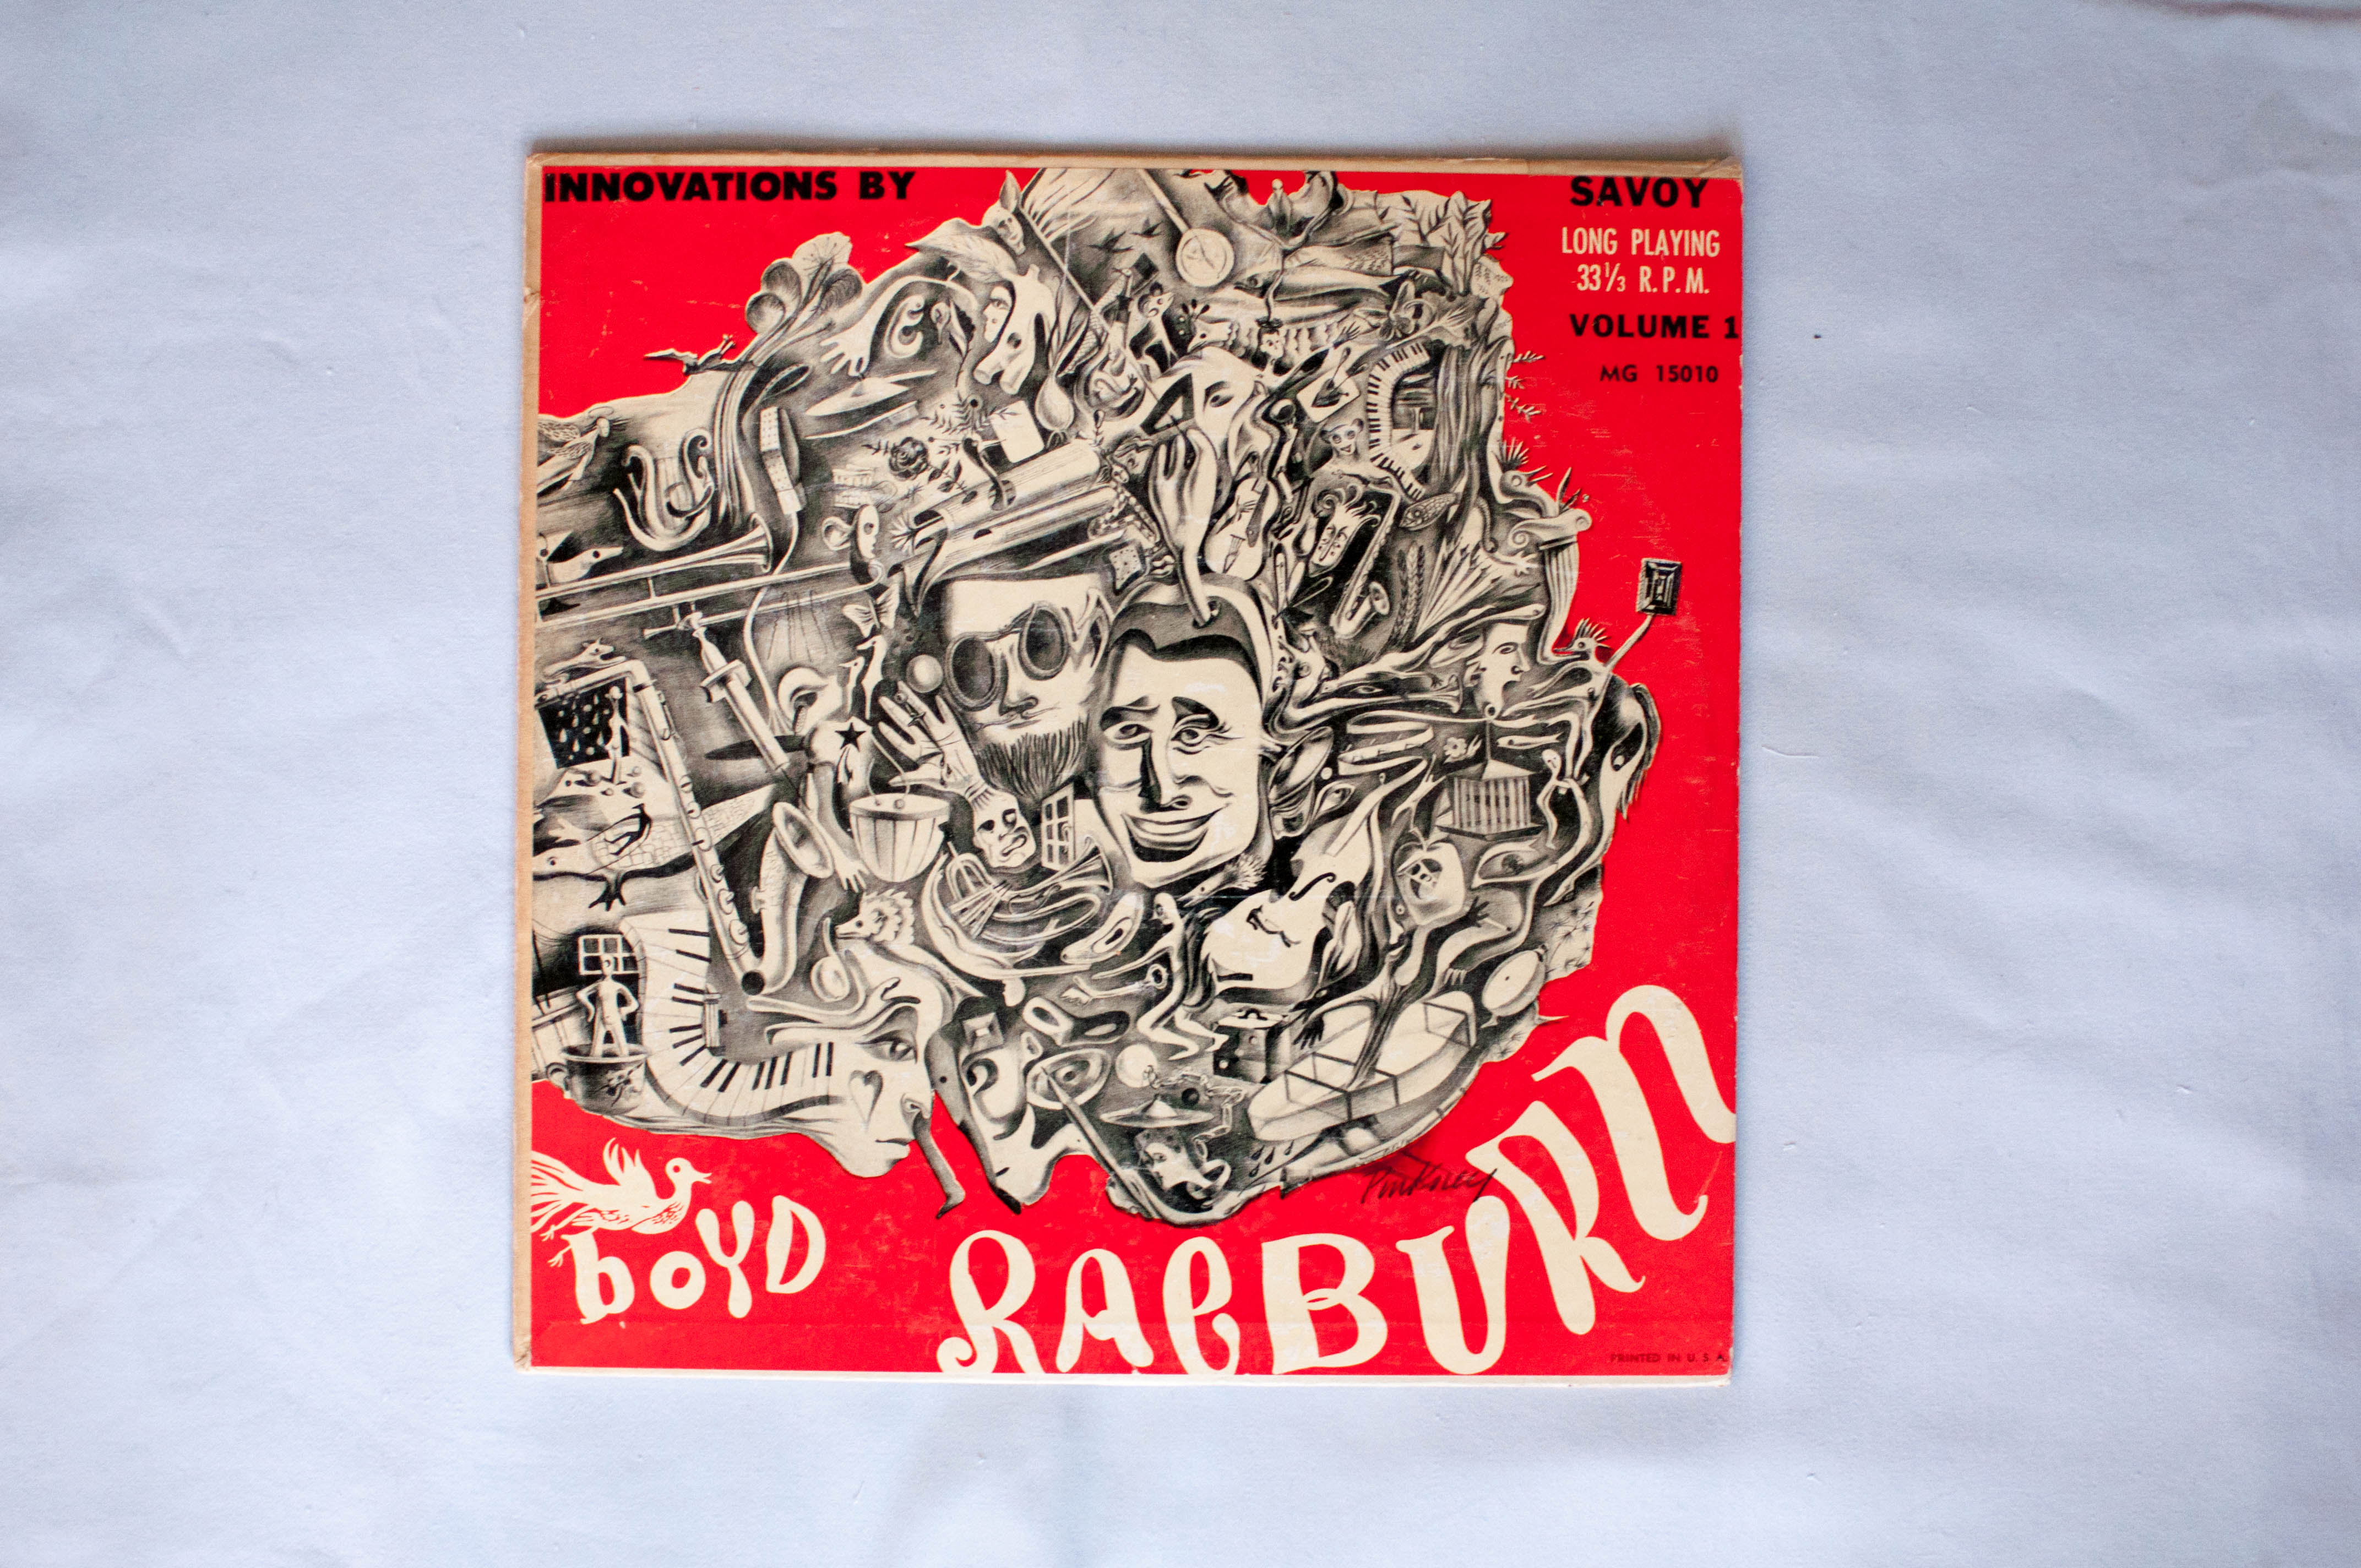 INNOVATIONS BY
SAVOY
LONG PLAYING
33⅓ R.P.M.
VOLUME 1
MG 15010
boyD
RAeBURN
Pinkney
PRINTED IN U. S. A.